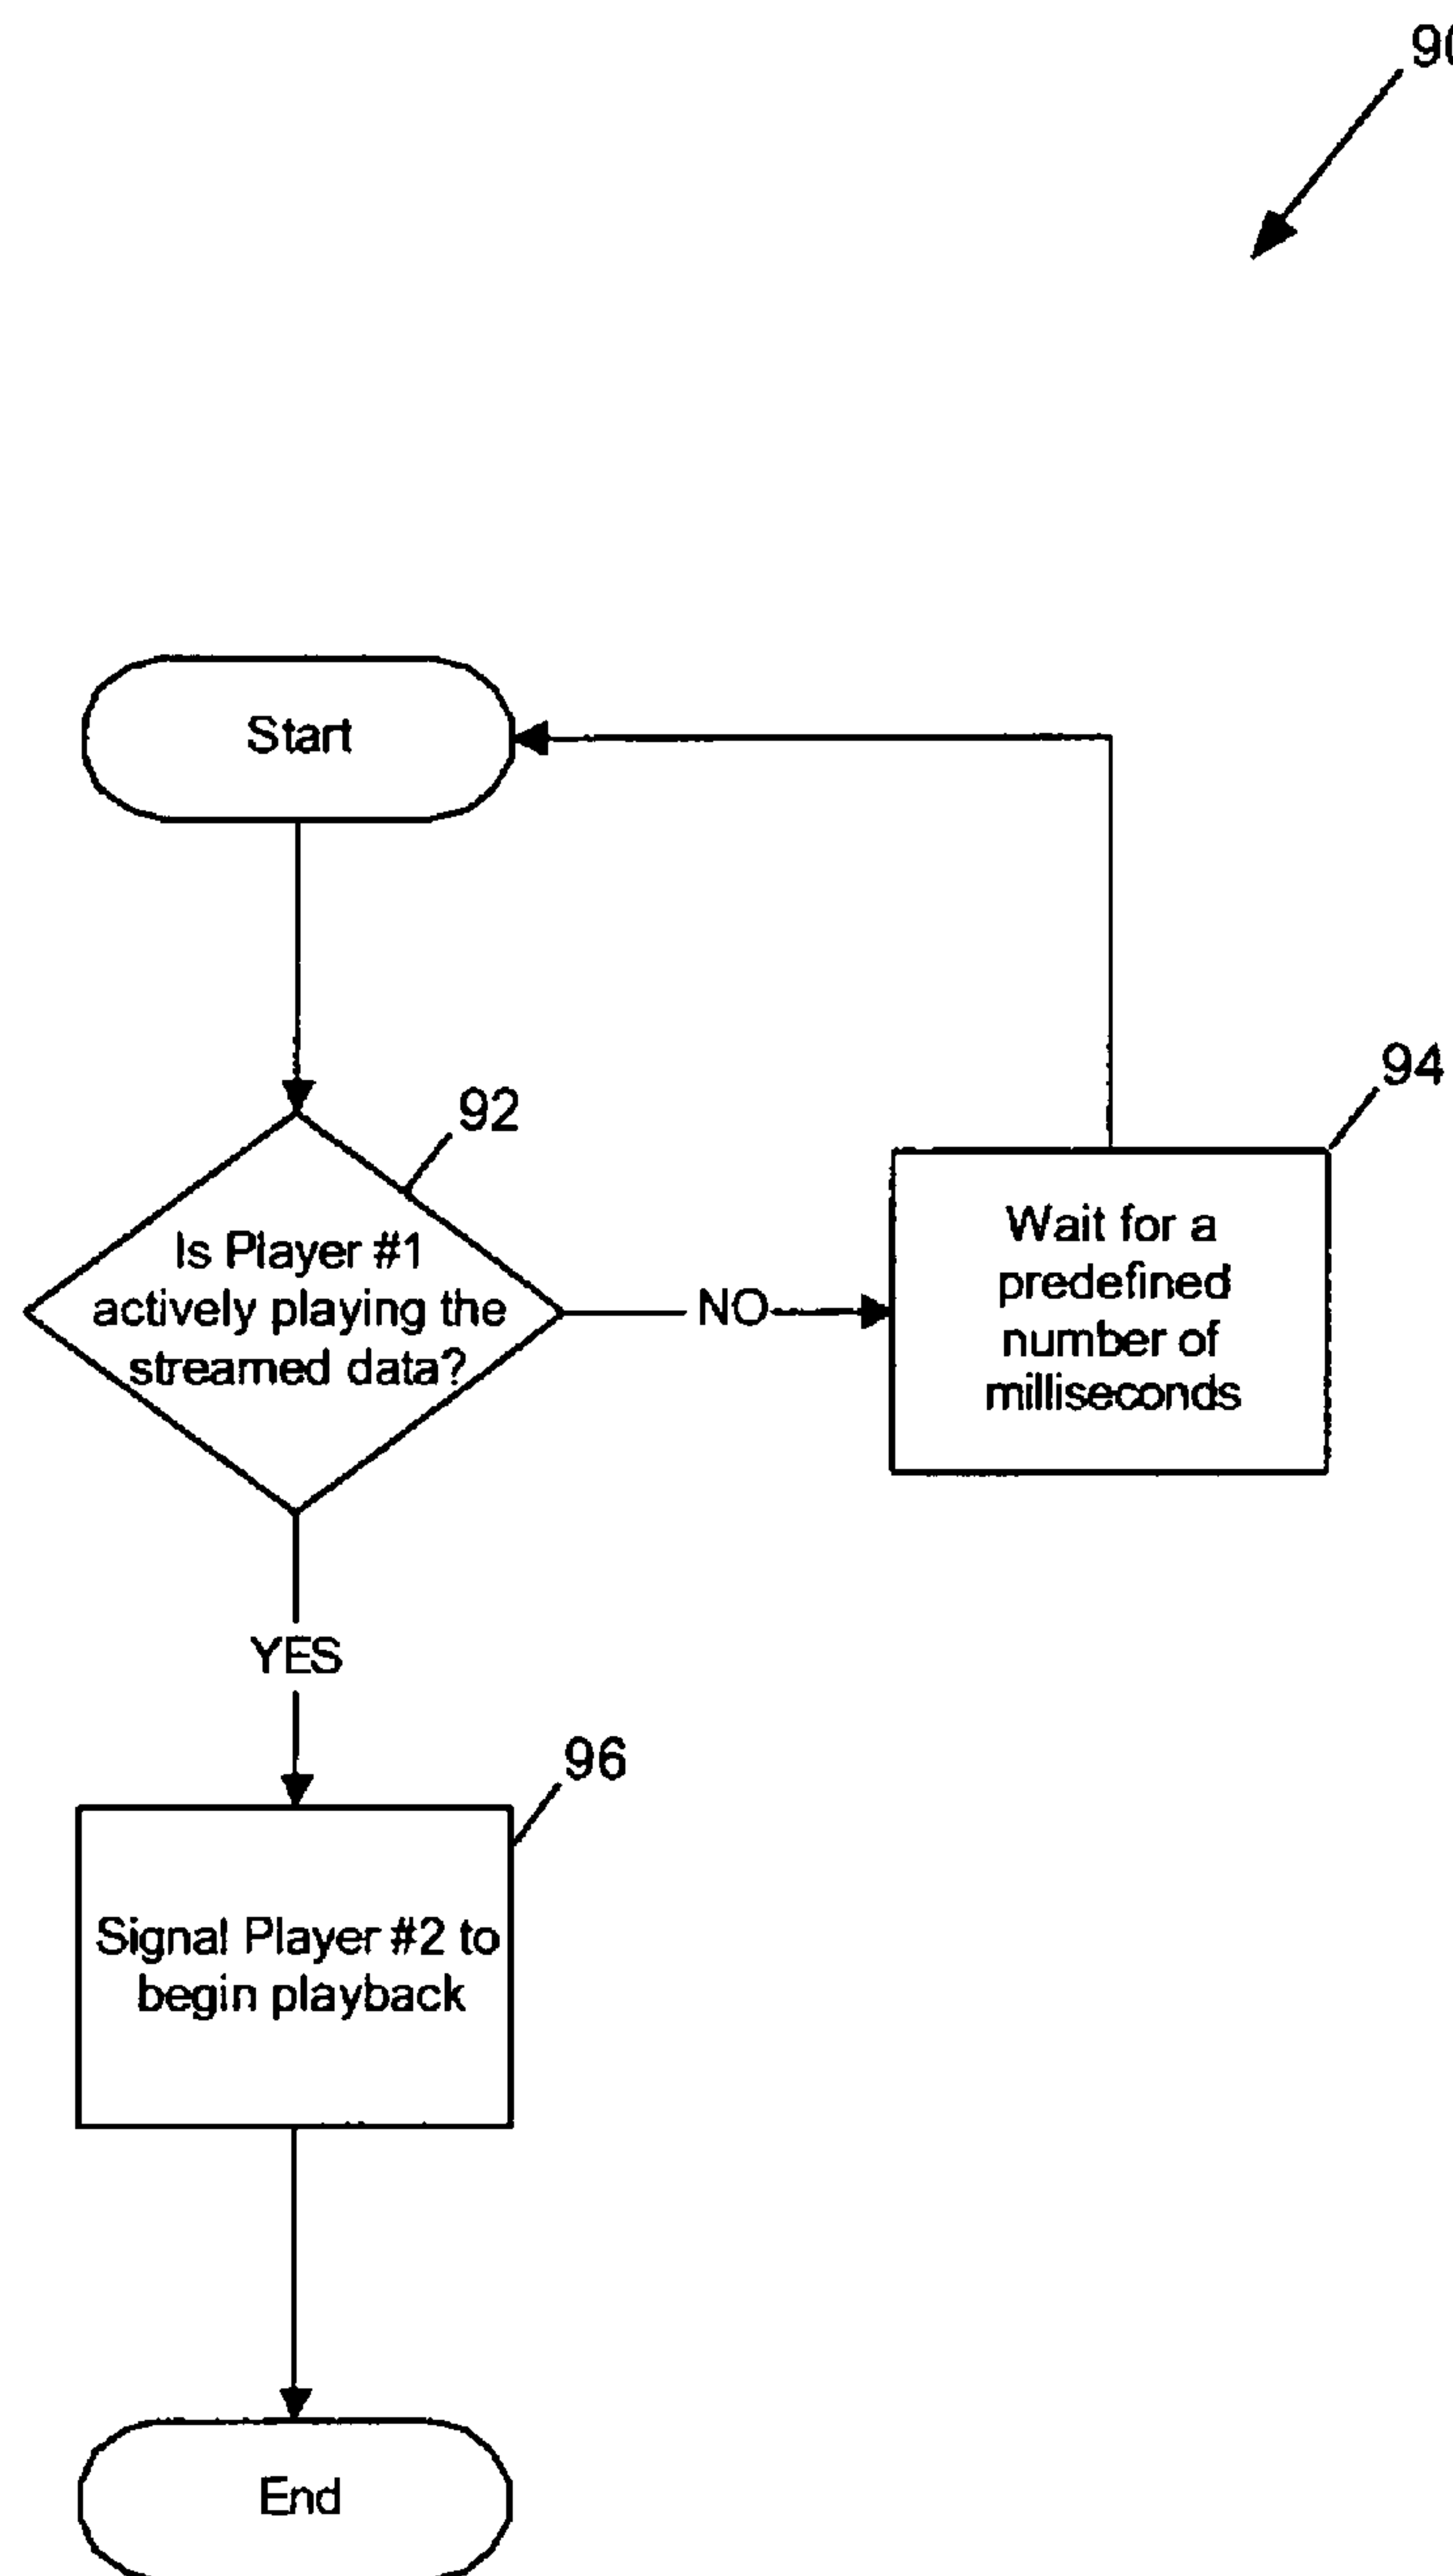 90
Start
92
Is Player #1
actively playing the
streamed data?
NO
94
Wait for a
predefined
number of
milliseconds
YES
96
Signal Player #2 to
begin playback
End